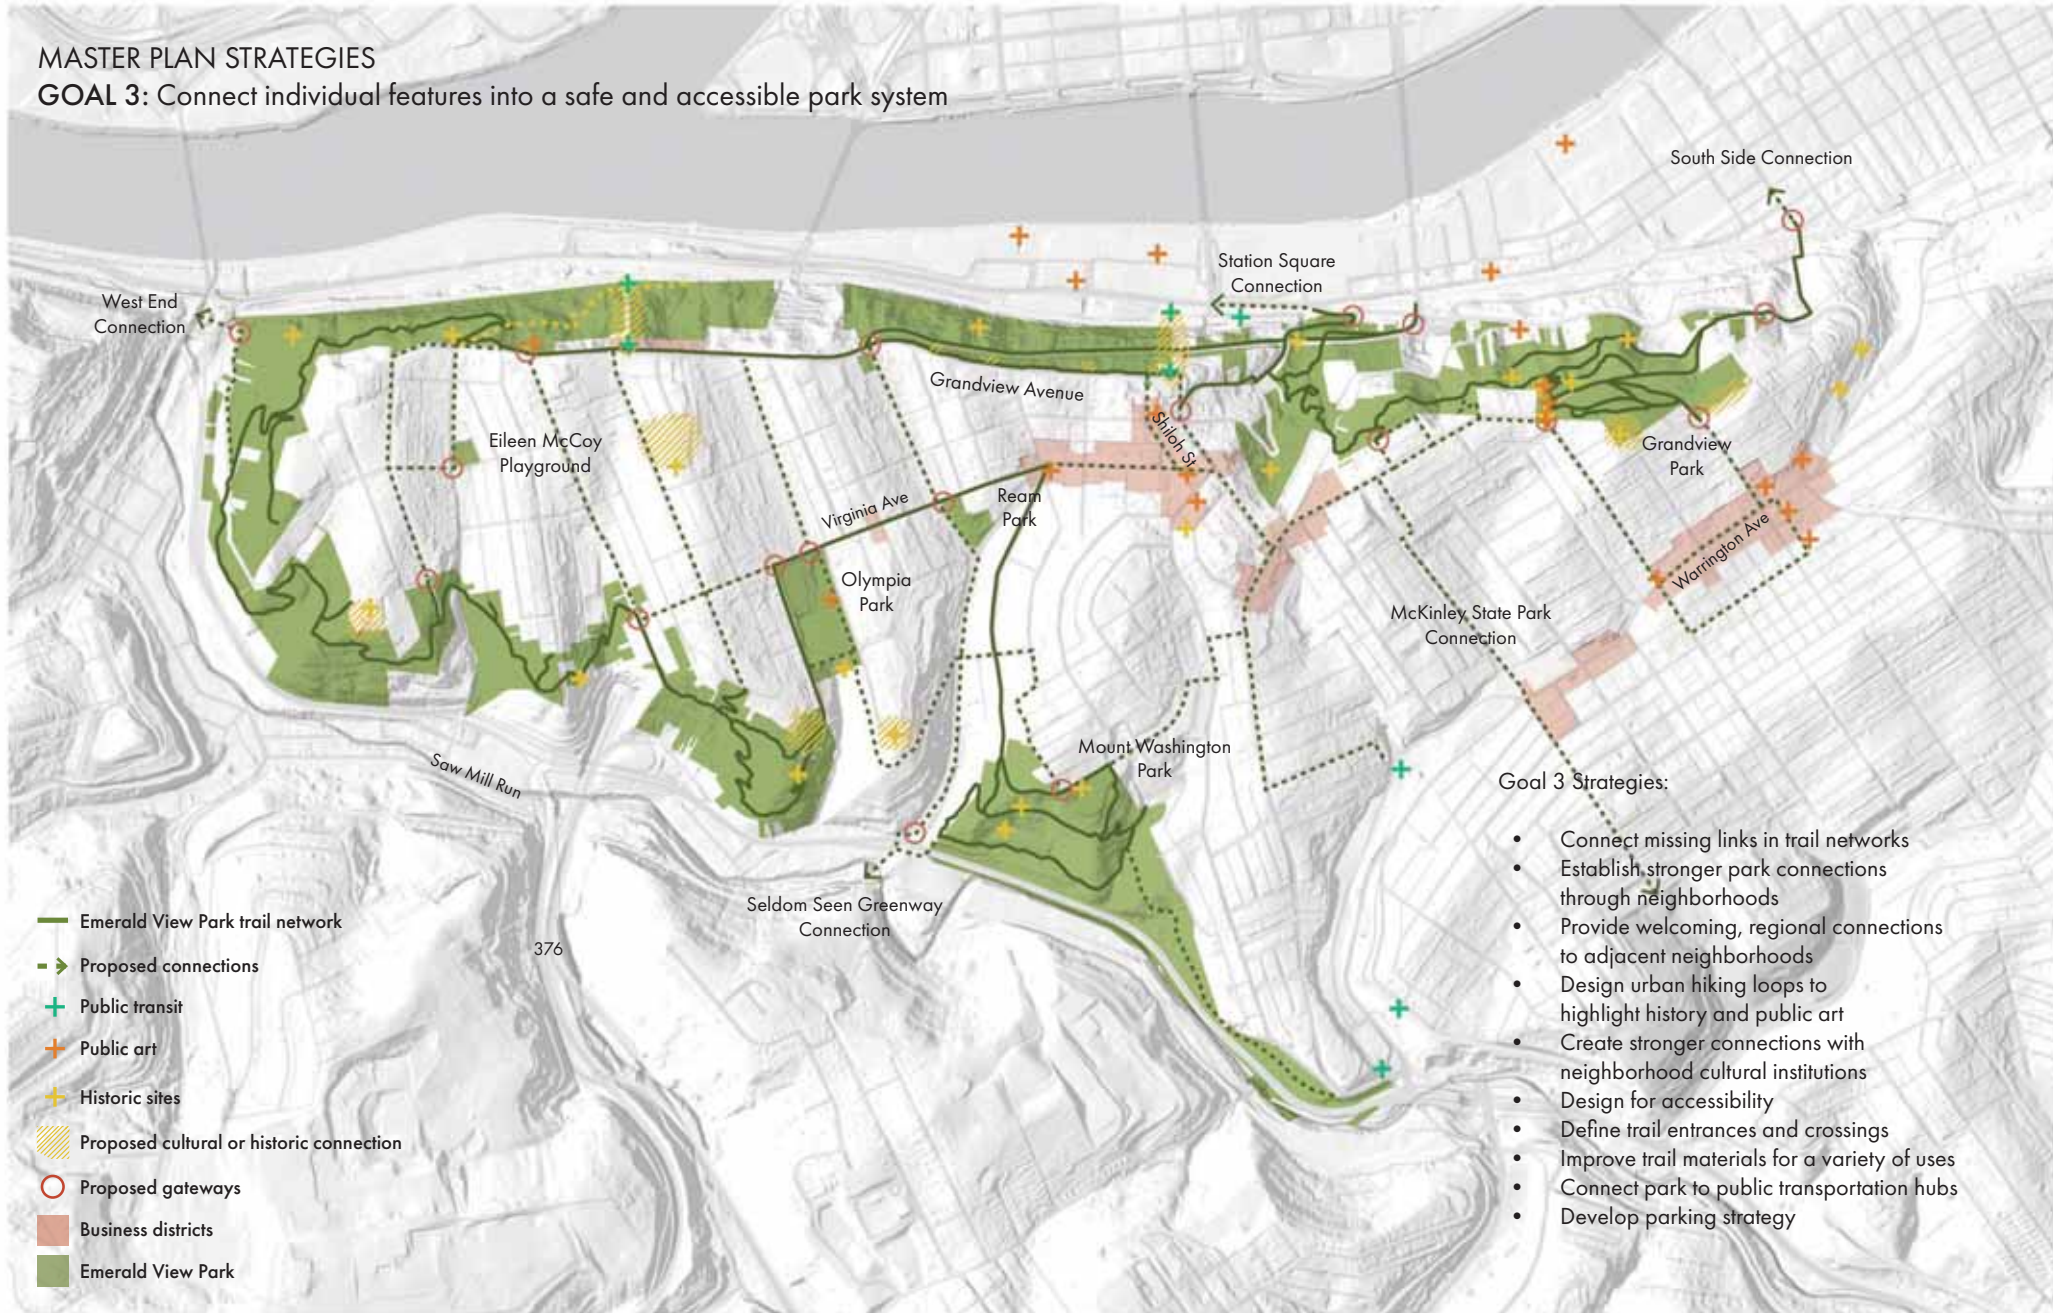 MASTER PLAN STRATEGIES
GOAL 3: Connect individual features into a safe and accessible park system
South Side Connection
Station Square
Connection
West End
Connection
Grandview Avenue
Shiloh St
Eileen McCoy
Playground
Grandview
Park
Ream
Park
Virginia Ave
Warrington Ave
Olympia
Park
McKinley State Park
Connection
Mount Washington
Park
Saw Mill Run
Seldom Seen Greenway
Connection
376
Emerald View Park trail network
Proposed connections
Public transit
Public art
Historic sites
Proposed cultural or historic connection
Proposed gateways
Business districts
Emerald View Park
Goal 3 Strategies:
• Connect missing links in trail networks
• Establish stronger park connections
through neighborhoods
• Provide welcoming, regional connections
to adjacent neighborhoods
• Design urban hiking loops to
highlight history and public art
• Create stronger connections with
neighborhood cultural institutions
• Design for accessibility
• Define trail entrances and crossings
• Improve trail materials for a variety of uses
• Connect park to public transportation hubs
• Develop parking strategy